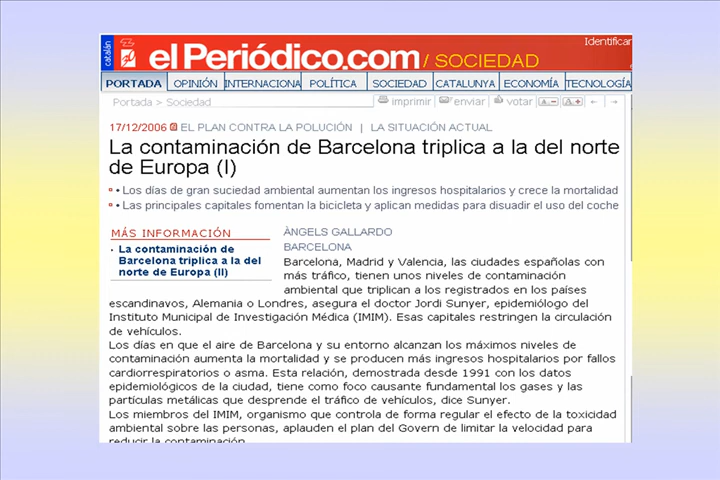 catalán
el Periódico.com / SOCIEDAD
Identificar
PORTADA OPINIÓN INTERNACIONA POLÍTICA SOCIEDAD CATALUNYA ECONOMÍA TECNOLOGÍA
Portada > Sociedad
imprimir enviar votar A- A+
17/12/2006 EL PLAN CONTRA LA POLUCIÓN | LA SITUACIÓN ACTUAL
La contaminación de Barcelona triplica a la del norte
de Europa (I)
• Los días de gran suciedad ambiental aumentan los ingresos hospitalarios y crece la mortalidad
• Las principales capitales fomentan la bicicleta y aplican medidas para disuadir el uso del coche
MÁS INFORMACIÓN
La contaminación de
Barcelona triplica a la del
norte de Europa (II)
ÀNGELS GALLARDO
BARCELONA
Barcelona, Madrid y Valencia, las ciudades españolas con
más tráfico, tienen unos niveles de contaminación
ambiental que triplican a los registrados en los países
escandinavos, Alemania o Londres, asegura el doctor Jordi Sunyer, epidemiólogo del
Instituto Municipal de Investigación Médica (IMIM). Esas capitales restringen la circulación
de vehículos.
Los días en que el aire de Barcelona y su entorno alcanzan los máximos niveles de
contaminación aumenta la mortalidad y se producen más ingresos hospitalarios por fallos
cardiorrespiratorios o asma. Esta relación, demostrada desde 1991 con los datos
epidemiológicos de la ciudad, tiene como foco causante fundamental los gases y las
partículas metálicas que desprende el tráfico de vehículos, dice Sunyer.
Los miembros del IMIM, organismo que controla de forma regular el efecto de la toxicidad
ambiental sobre las personas, aplauden el plan del Govern de limitar la velocidad para
reducir la contaminación